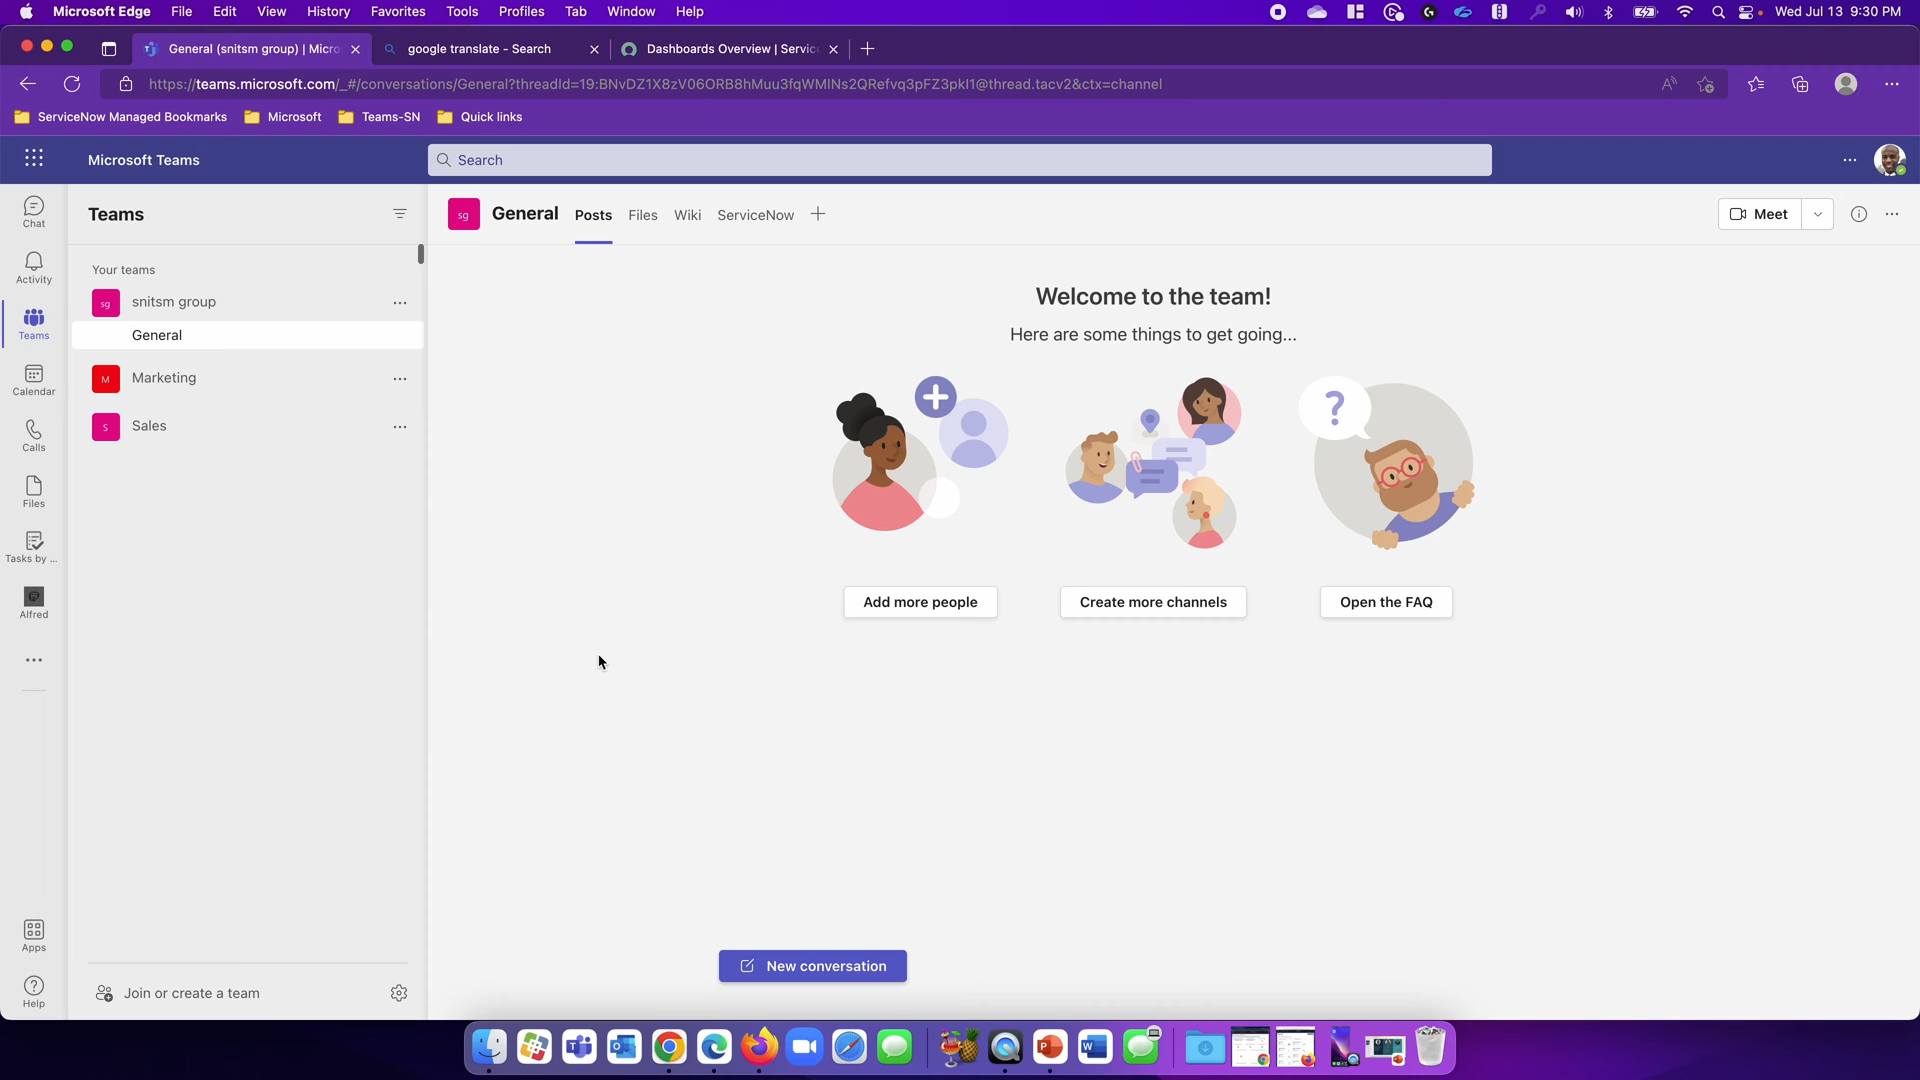 Microsoft Edge File Edit View History Favorites Tools Profiles Tab Window Help Wed Jul 13 9:30 PM
General (snitsm group) | Micro google translate - Search Dashboards Overview | Servic
https://teams.microsoft.com/_#/conversations/General?threadId=19:BNvDZ1X8zV06ORB8hMuu3fqWMINs2QRefvq3pFZ3pkI1@thread.tacv2&ctx=channel
ServiceNow Managed Bookmarks Microsoft Teams-SN Quick links
Microsoft Teams Search
Chat
Activity
Teams
Calendar
Calls
Files
Tasks by ...
Alfred
Apps
Help
Teams
Your teams
sg snitsm group
General
M Marketing
S Sales
Join or create a team
sg General Posts Files Wiki ServiceNow Meet
Welcome to the team!
Here are some things to get going...
Add more people Create more channels Open the FAQ
New conversation